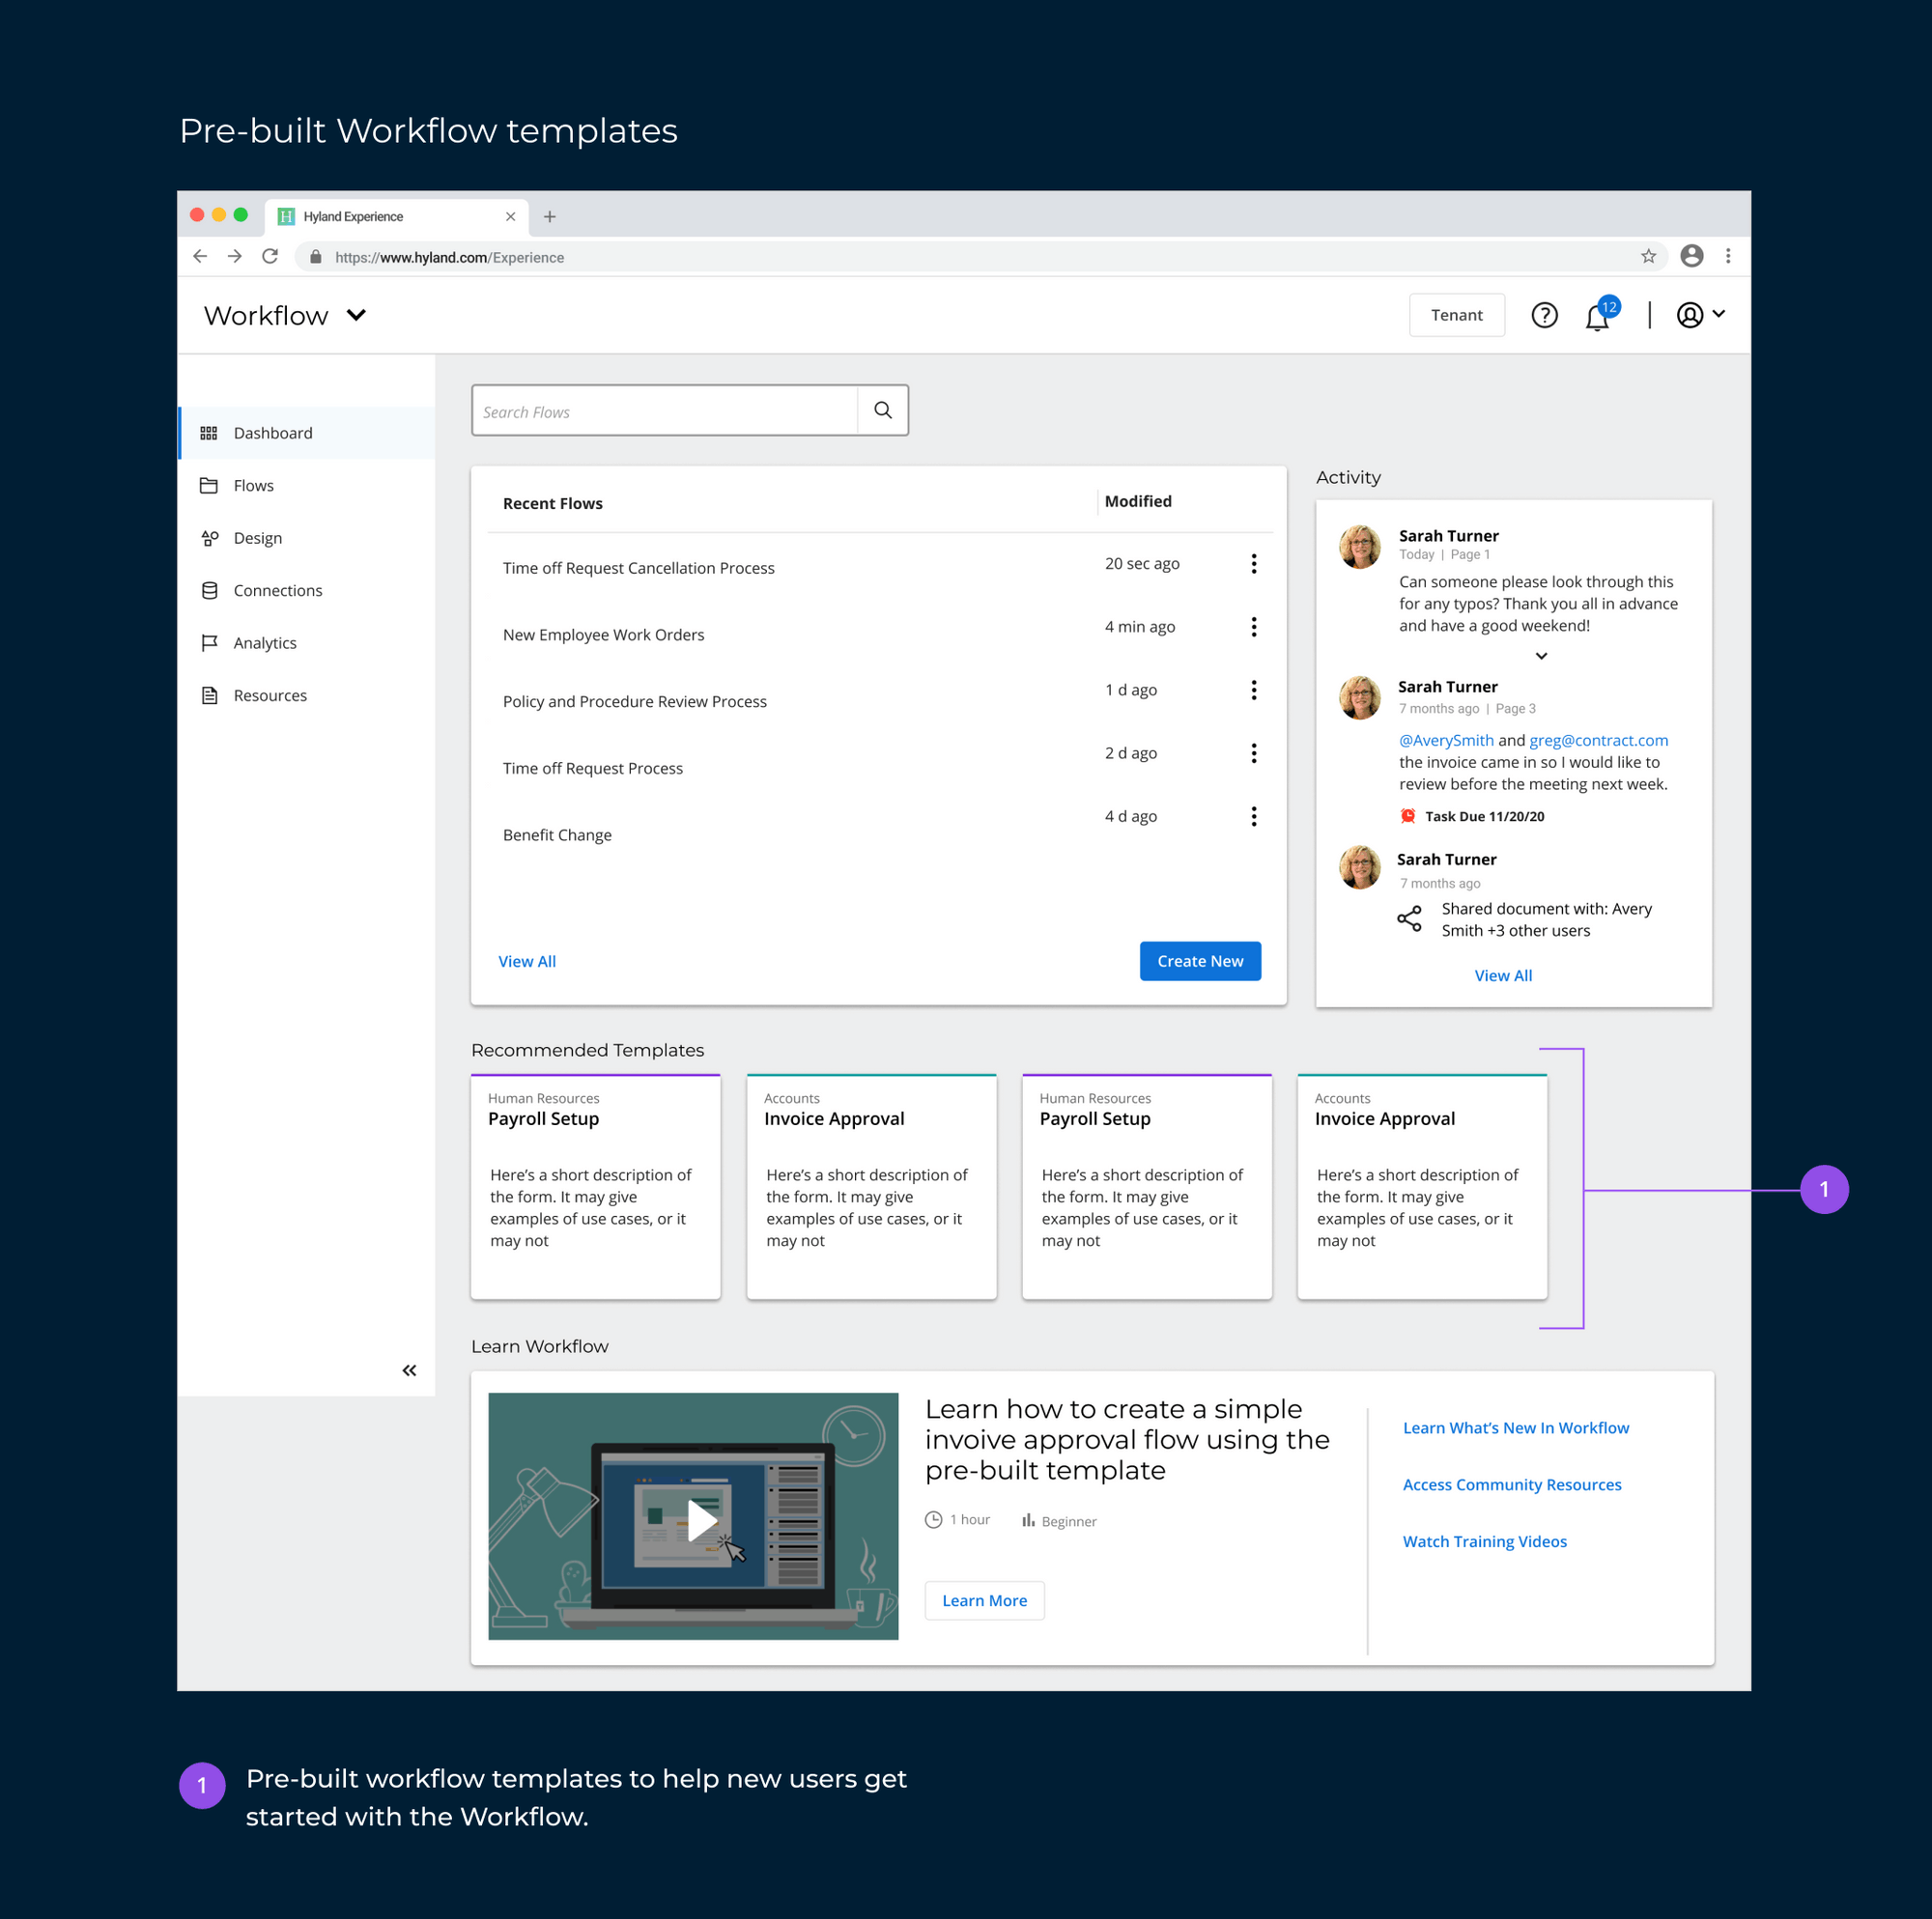 Pre-built Workflow templates
Hyland Experience
https://www.hyland.com/Experience
Workflow
Tenant
12
Dashboard
Flows
Design
Connections
Analytics
Resources
Search Flows
Recent Flows
Modified
Time off Request Cancellation Process
20 sec ago
New Employee Work Orders
4 min ago
Policy and Procedure Review Process
1 d ago
Time off Request Process
2 d ago
Benefit Change
4 d ago
View All
Create New
Activity
Sarah Turner
Today | Page 1
Can someone please look through this
for any typos? Thank you all in advance
and have a good weekend!
Sarah Turner
7 months ago | Page 3
@AverySmith and greg@contract.com
the invoice came in so I would like to
review before the meeting next week.
Task Due 11/20/20
Sarah Turner
7 months ago
Shared document with: Avery
Smith +3 other users
View All
Recommended Templates
Human Resources
Payroll Setup
Here's a short description of
the form. It may give
examples of use cases, or it
may not
Accounts
Invoice Approval
Here's a short description of
the form. It may give
examples of use cases, or it
may not
Human Resources
Payroll Setup
Here's a short description of
the form. It may give
examples of use cases, or it
may not
Accounts
Invoice Approval
Here's a short description of
the form. It may give
examples of use cases, or it
may not
1
Learn Workflow
Learn how to create a simple
invoive approval flow using the
pre-built template
1 hour
Beginner
Learn More
Learn What's New In Workflow
Access Community Resources
Watch Training Videos
1
Pre-built workflow templates to help new users get
started with the Workflow.